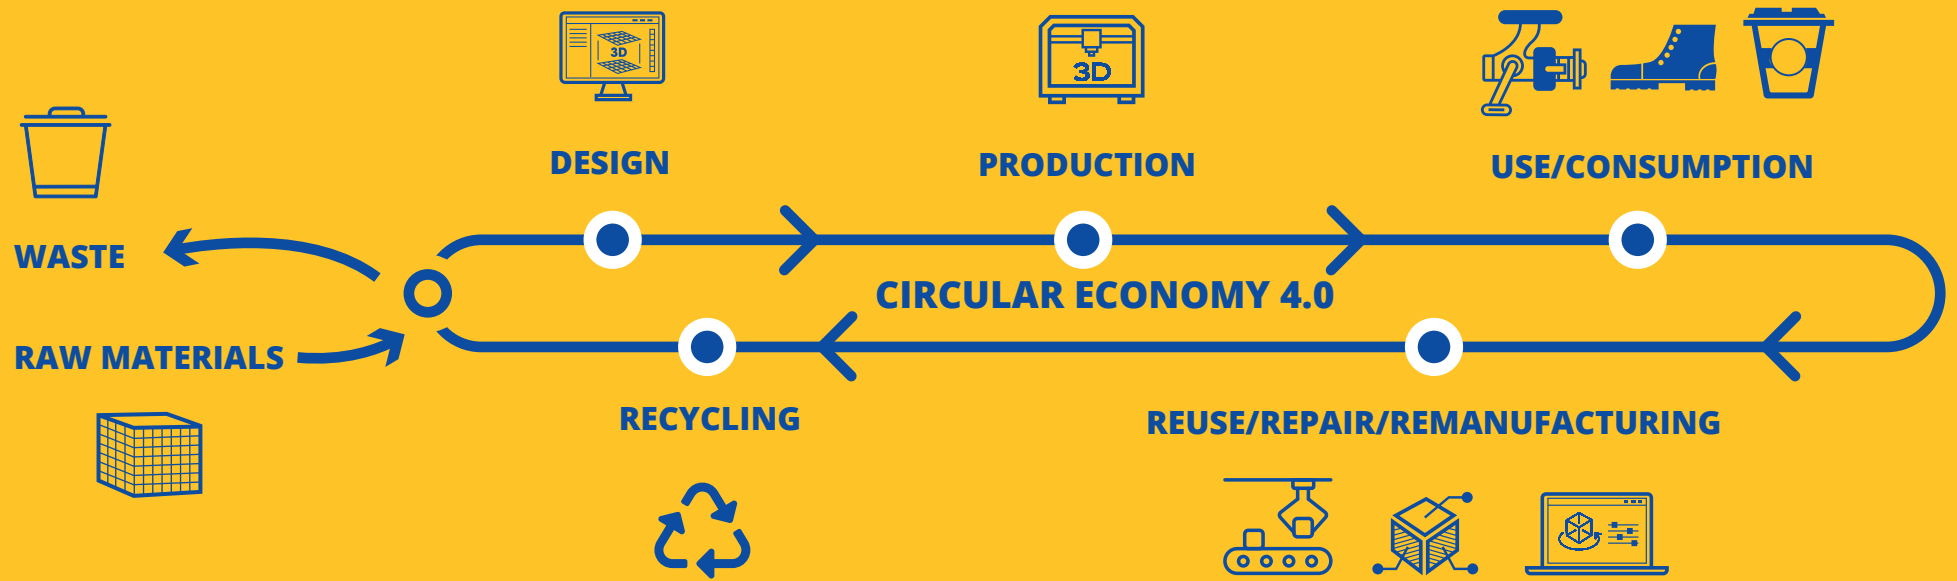 3D
3D
DESIGN
PRODUCTION
USE/CONSUMPTION
WASTE
CIRCULAR ECONOMY 4.0
RAW MATERIALS
RECYCLING
REUSE/REPAIR/REMANUFACTURING